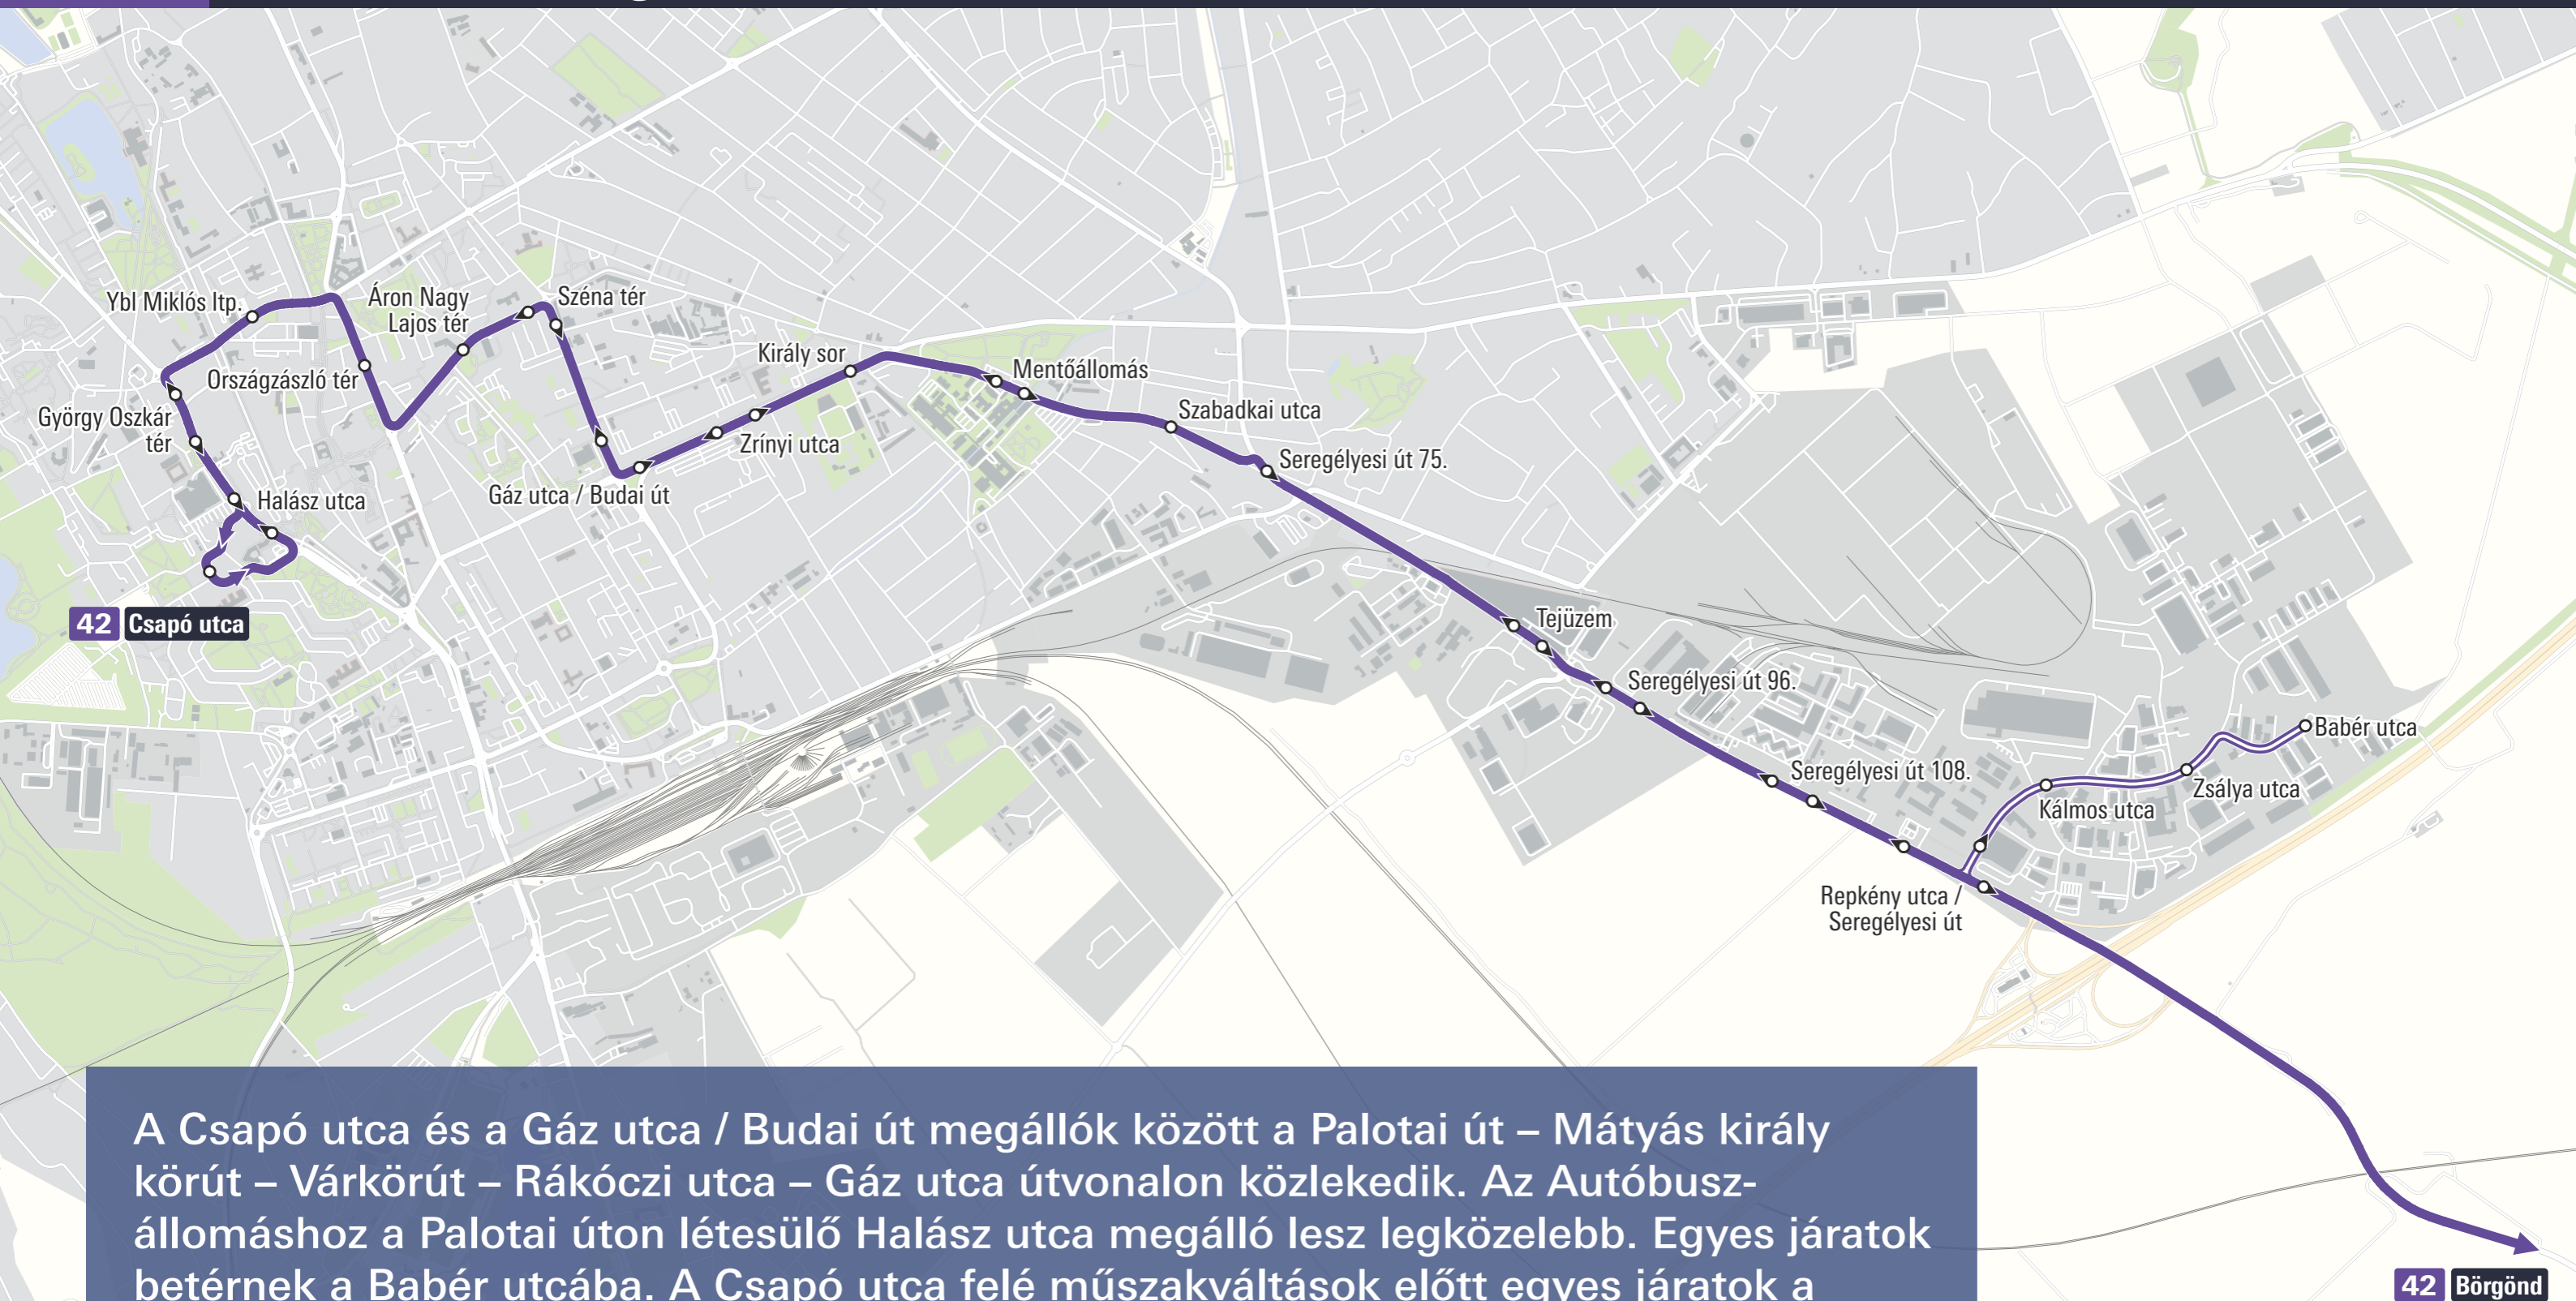 Ybl Miklós ltp.
Áron Nagy
Lajos tér
Széna tér
Országzászló tér
Király sor
Mentőállomás
György Oszkár
tér
Zrínyi utca
Szabadkai utca
Seregélyesi út 75.
Halász utca
Gáz utca / Budai út
42 Csapó utca
Tejüzem
Seregélyesi út 96.
Babér utca
Seregélyesi út 108.
Zsálya utca
Kálmos utca
Repkény utca /
Seregélyesi út
A Csapó utca és a Gáz utca / Budai út megállók között a Palotai út – Mátyás király
körút – Várkörút – Rákóczi utca – Gáz utca útvonalon közlekedik. Az Autóbusz-
állomáshoz a Palotai úton létesülő Halász utca megálló lesz legközelebb. Egyes járatok
betérnek a Babér utcába. A Csapó utca felé műszakváltások előtt egyes járatok a
42 Börgönd